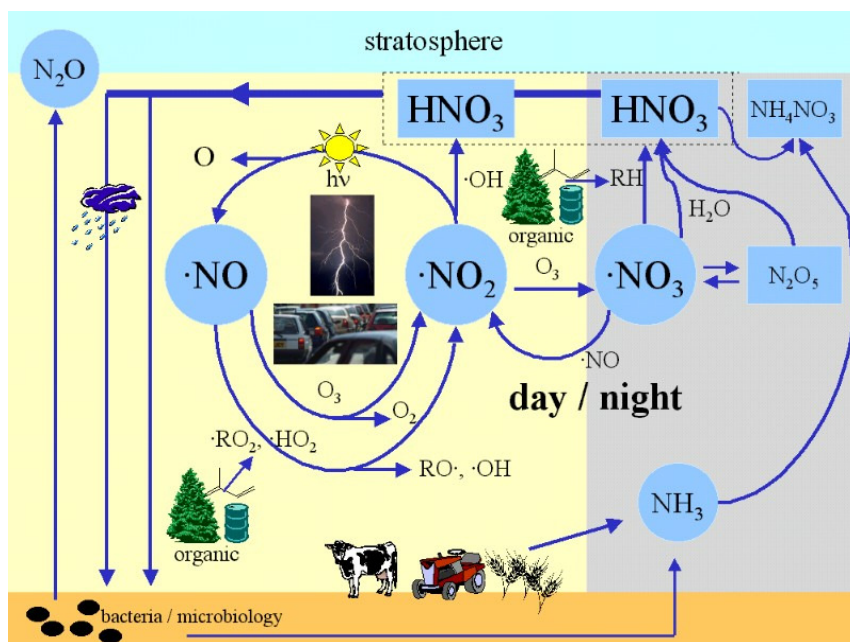 stratosphere
N₂O
HNO₃
HNO₃
NH₄NO₃
O
hν
·OH
RH
organic
H₂O
·NO
·NO₂
O₃
·NO₃
N₂O₅
·NO
day / night
O₃
O₂
·RO₂, ·HO₂
RO·, ·OH
organic
NH₃
bacteria / microbiology